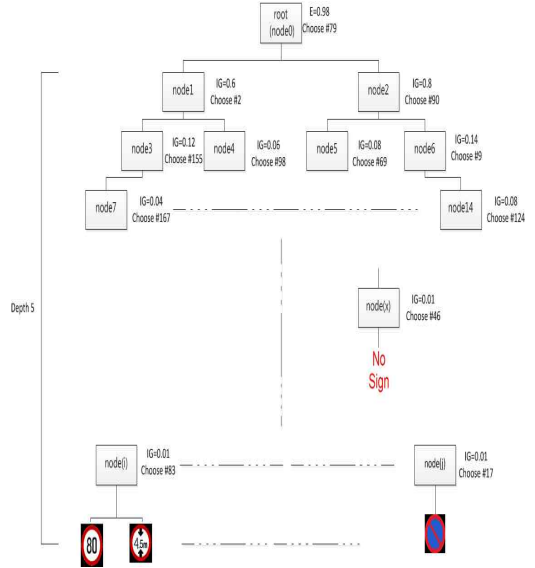 root
(node0)
E=0.98
Choose #79
node1
IG=0.6
Choose #2
node2
IG=0.8
Choose #90
node3
IG=0.12
Choose #155
node4
IG=0.06
Choose #98
node5
IG=0.08
Choose #69
node6
IG=0.14
Choose #9
node7
IG=0.04
Choose #167
node14
IG=0.08
Choose #124
Depth 5
node(x)
IG=0.01
Choose #46
No
Sign
node(i)
IG=0.01
Choose #83
node(j)
IG=0.01
Choose #17
80
4.5m